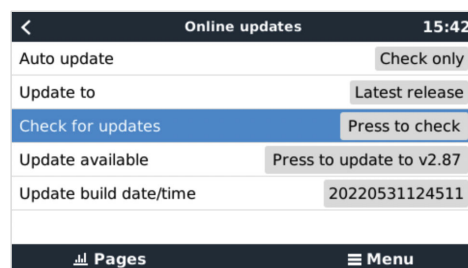 Online updates 15:42
Auto update Check only
Update to Latest release
Check for updates Press to check
Update available Press to update to v2.87
Update build date/time 20220531124511
Pages Menu